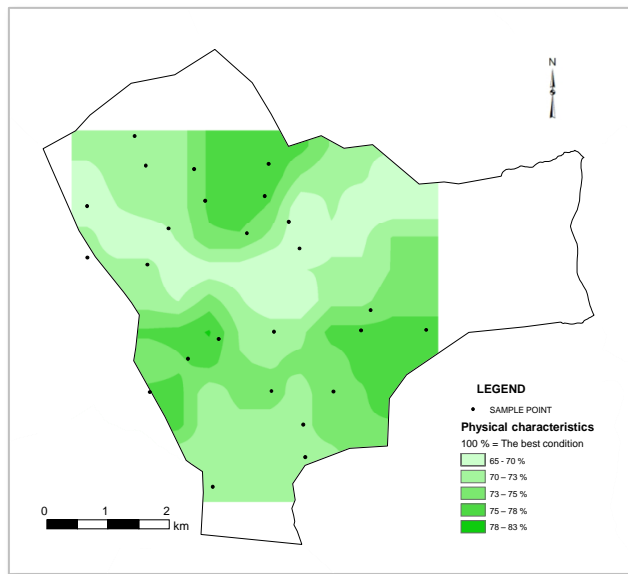 N
LEGEND
SAMPLE POINT
Physical characteristics
100 % = The best condition
65 - 70 %
70 – 73 %
73 – 75 %
75 – 78 %
78 – 83 %
0 1 2
km